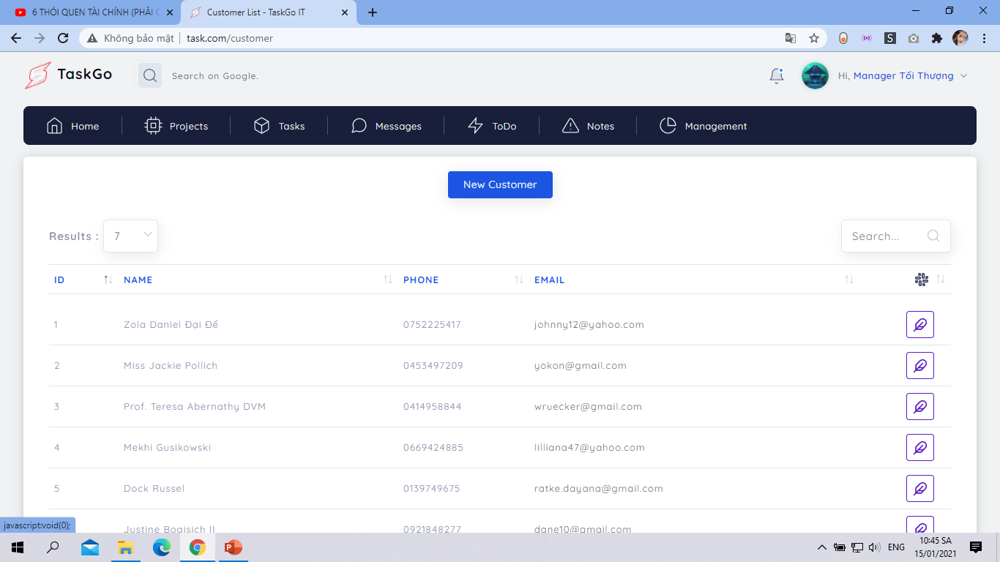 6 THÓI QUEN TÀI CHÍNH (PHẢI C
Customer List - TaskGo IT
Không bảo mật
task.com/customer
TaskGo
Search on Google.
Hi, Manager Tối Thượng
Home
Projects
Tasks
Messages
ToDo
Notes
Management
New Customer
Results :
7
Search...
ID NAME PHONE EMAIL
1 Zola Daniel Đại Đế 0752225417 johnny12@yahoo.com
2 Miss Jackie Pollich 0453497209 yokon@gmail.com
3 Prof. Teresa Abernathy DVM 0414958844 wruecker@gmail.com
4 Mekhi Gusikowski 0669424885 lilliana47@yahoo.com
5 Dock Russel 0139749675 ratke.dayana@gmail.com
Justine Bogisich II 0921848277 dane10@gmail.com
javascript:void(0);
ENG
10:45 SA
15/01/2021